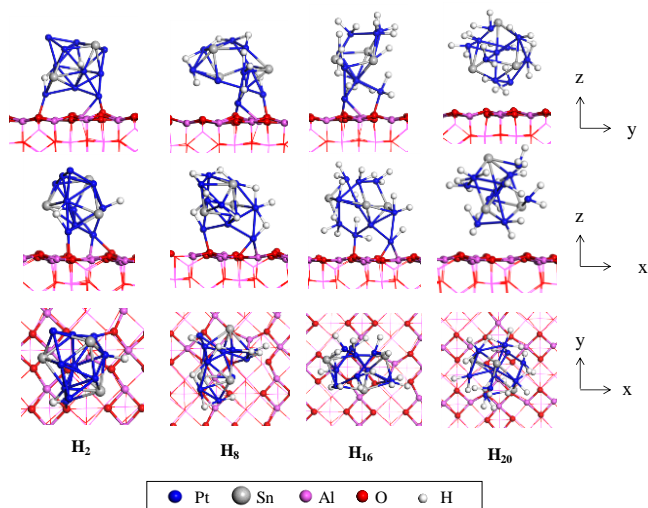 z
y
z
x
y
x
H₂ H₈ H₁₆ H₂₀
Pt Sn Al O H